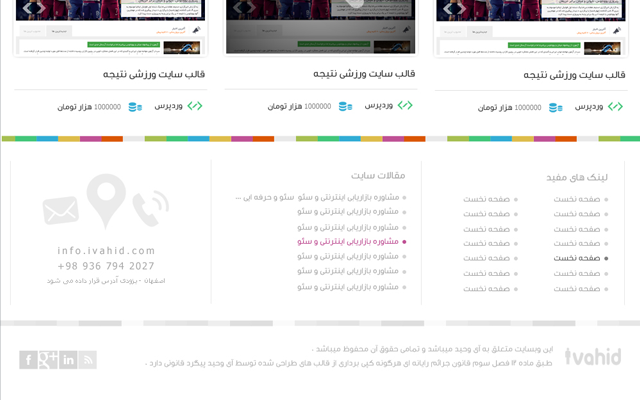 قالب سایت ورزشی نتیجه
قالب سایت ورزشی نتیجه
قالب سایت ورزشی نتیجه
وردپرس
1000000 هزار تومان
وردپرس
1000000 هزار تومان
وردپرس
1000000 هزار تومان
لینک های مفید
صفحه نخست صفحه نخست
صفحه نخست صفحه نخست
صفحه نخست صفحه نخست
صفحه نخست صفحه نخست
صفحه نخست صفحه نخست
صفحه نخست صفحه نخست
صفحه نخست صفحه نخست
مقالات سایت
مشاوره بازاریابی اینترنتی و سئو سئو و حرفه ایی ...
مشاوره بازاریابی اینترنتی و سئو
مشاوره بازاریابی اینترنتی و سئو
مشاوره بازاریابی اینترنتی و سئو
مشاوره بازاریابی اینترنتی و سئو
مشاوره بازاریابی اینترنتی و سئو
مشاوره بازاریابی اینترنتی و سئو
info.ivahid.com
+98 936 794 2027
اصفهان - بزودی آدرس قرار داده می شود
ivahid
این وبسایت متعلق به آی وحید میباشد و تمامی حقوق آن محفوظ میباشد .
طبق ماده ۱۲ فصل سوم قانون جرائم رایانه ای هرگونه کپی برداری از قالب های طراحی شده توسط آی وحید پیگرد قانونی دارد .
f g+ in